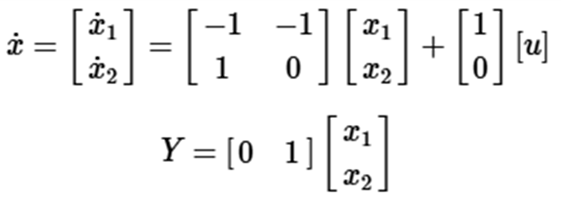 ẋ = [ẋ₁ ẋ₂] = [−1 −1 1 0] [x₁ x₂] + [1 0] [u]
Y = [0 1] [x₁ x₂]